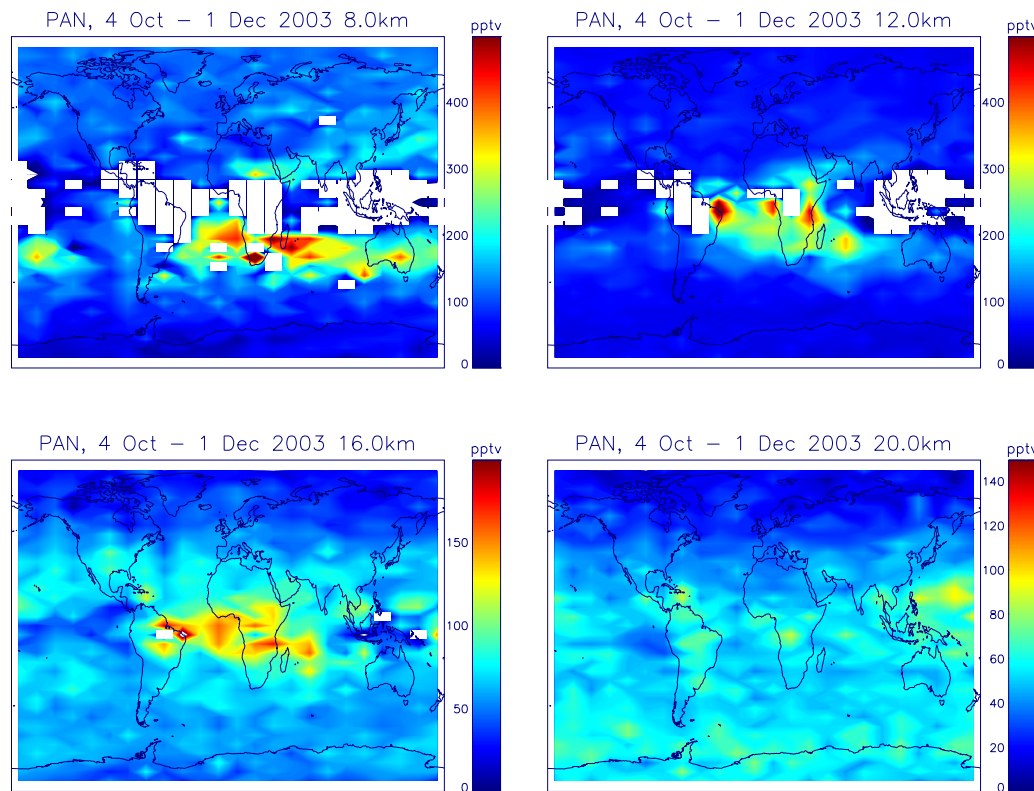 PAN, 4 Oct – 1 Dec 2003 8.0km
pptv
400
300
200
100
0
PAN, 4 Oct – 1 Dec 2003 12.0km
pptv
400
300
200
100
0
PAN, 4 Oct – 1 Dec 2003 16.0km
pptv
150
100
50
0
PAN, 4 Oct – 1 Dec 2003 20.0km
pptv
140
120
100
80
60
40
20
0